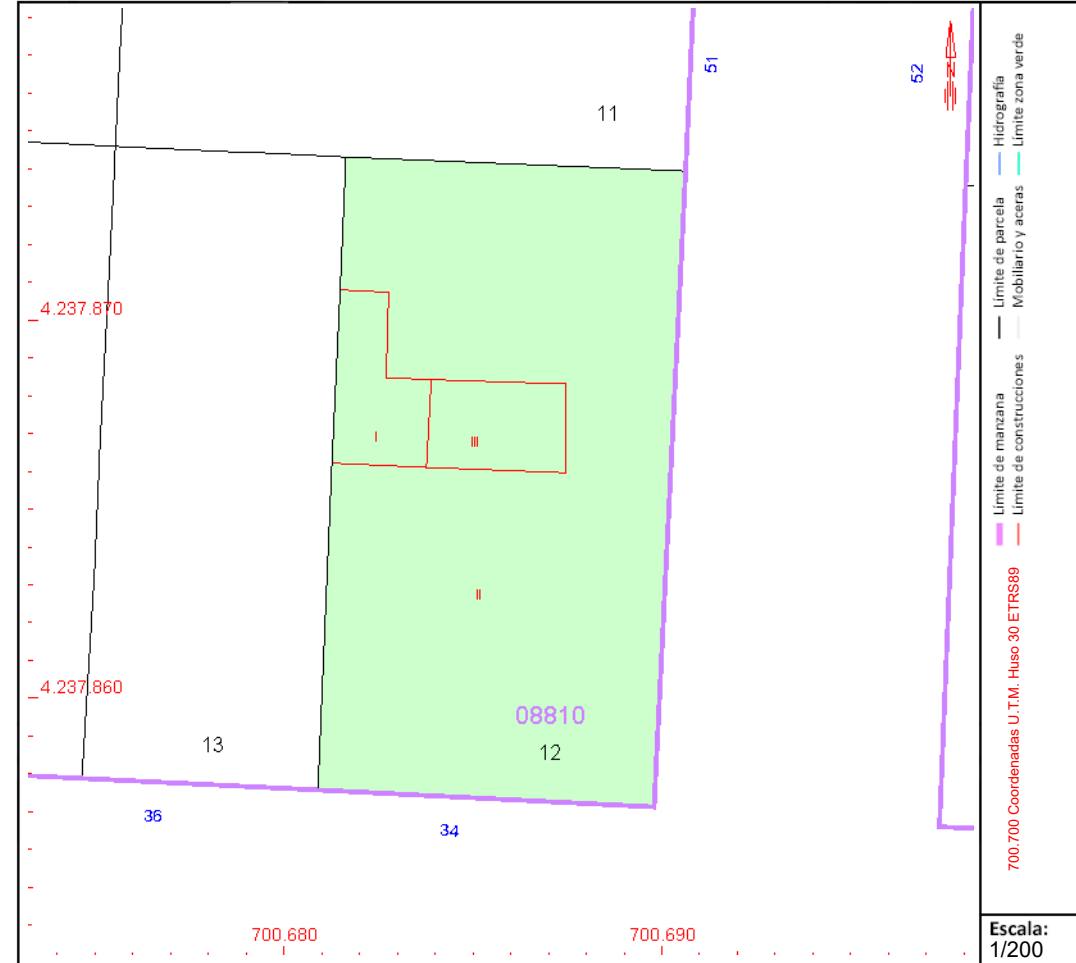 51
52
N
11
4.237.870
I
III
II
4.237.860
08810
13
12
36
34
700.680
700.690
Límite de manzana
Límite de parcela
Hidrografía
Límite de construcciones
Mobiliario y aceras
Límite zona verde
700.700 Coordenadas U.T.M. Huso 30 ETRS89
Escala:
1/200